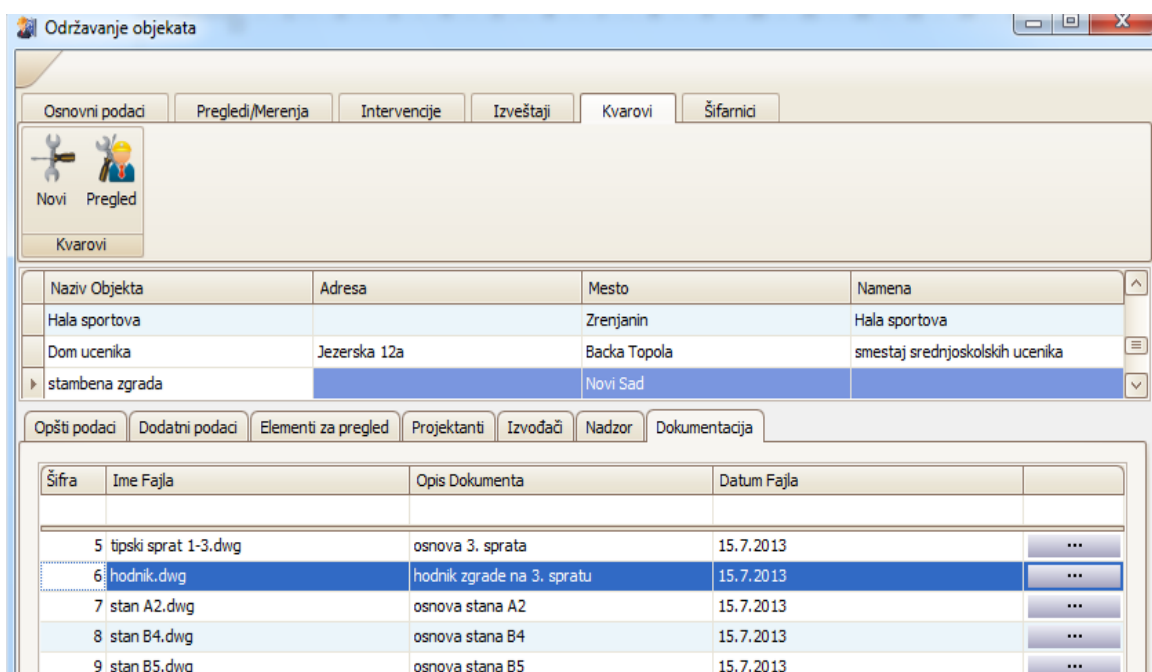 Održavanje objekata
Osnovni podaci Pregledi/Merenja Intervencije Izveštaji Kvarovi Šifarnici
Novi Pregled
Kvarovi
Naziv Objekta Adresa Mesto Namena
Hala sportova Zrenjanin Hala sportova
Dom ucenika Jezerska 12a Backa Topola smestaj srednjoskolskih ucenika
stambena zgrada Novi Sad
Opšti podaci Dodatni podaci Elementi za pregled Projektanti Izvođači Nadzor Dokumentacija
Šifra Ime Fajla Opis Dokumenta Datum Fajla
5 tipski sprat 1-3.dwg osnova 3. sprata 15.7.2013 ...
6 hodnik.dwg hodnik zgrade na 3. spratu 15.7.2013 ...
7 stan A2.dwg osnova stana A2 15.7.2013 ...
8 stan B4.dwg osnova stana B4 15.7.2013 ...
9 stan B5.dwg osnova stana B5 15.7.2013 ...